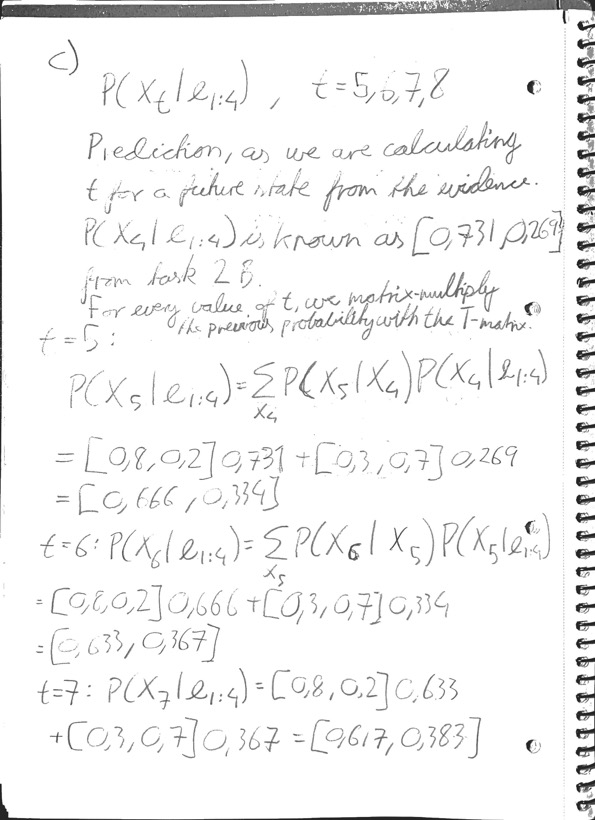 c)
P(X_t | e_1:4) , t=5,6,7,8
Prediction, as we are calculating
t for a future state from the evidence.
P(X_4 | e_1:4) is known as [0,731 0,269]
from task 2 B.
For every value of t, we matrix-multiply
the previous probability with the T-matrix.
t=5:
P(X_5 | e_1:4) = Σ_X4 P(X_5 | X_4) P(X_4 | e_1:4)
= [0,8, 0,2] 0,731 + [0,3, 0,7] 0,269
= [0,666, 0,334]
t=6: P(X_6 | e_1:4) = Σ_X5 P(X_6 | X_5) P(X_5 | e_1:4)
= [0,8, 0,2] 0,666 + [0,3, 0,7] 0,334
= [0,633, 0,367]
t=7: P(X_7 | e_1:4) = [0,8, 0,2] 0,633
+ [0,3, 0,7] 0,367 = [0,617, 0,383]